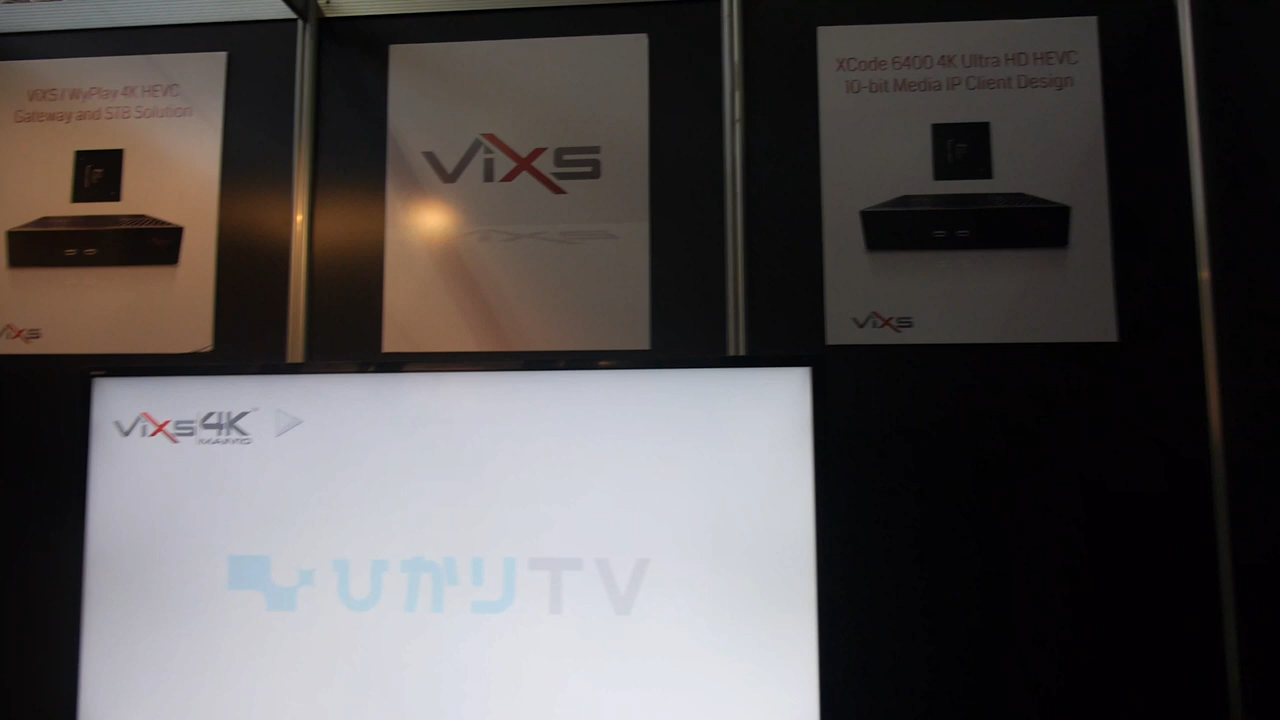 ViXS / WyPlay 4K HEVC
Gateway and STB Solution
ViXS
ViXS
XCode 6400 4K Ultra HD HEVC
10-bit Media IP Client Design
ViXS
ViXS 4K
ひかりTV